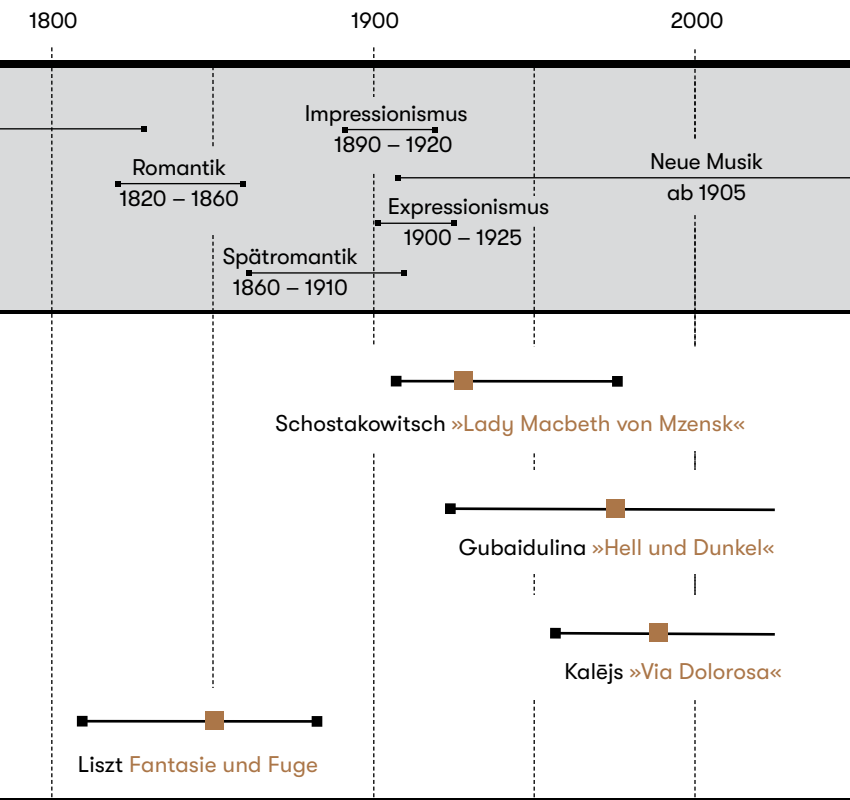 1800 1900 2000
Impressionismus
1890 – 1920
Romantik
1820 – 1860
Neue Musik
ab 1905
Expressionismus
1900 – 1925
Spätromantik
1860 – 1910
Schostakowitsch »Lady Macbeth von Mzensk«
Gubaidulina »Hell und Dunkel«
Kalējs »Via Dolorosa«
Liszt Fantasie und Fuge